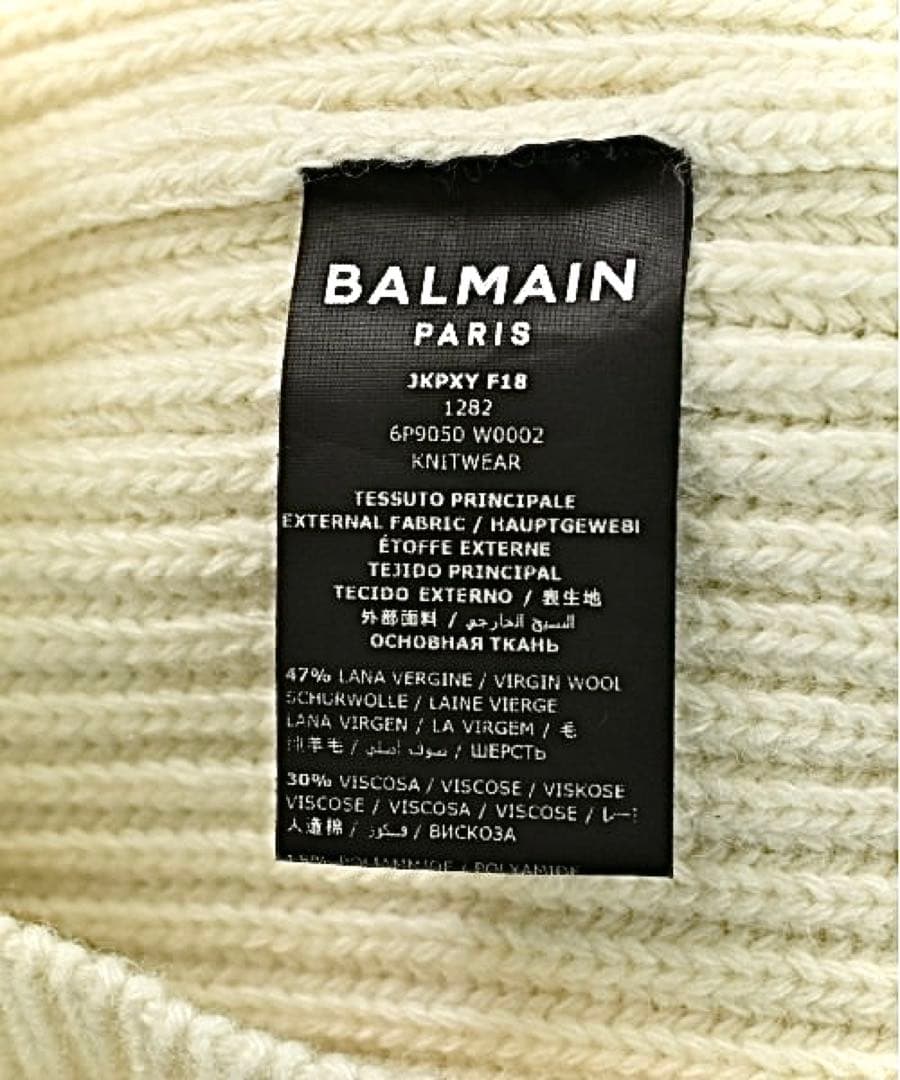 BALMAIN
PARIS
JKPXY F18
1282
6P9050 W0002
KNITWEAR
TESSUTO PRINCIPALE
EXTERNAL FABRIC / HAUPTGEWEBI
ÉTOFFE EXTERNE
TEJIDO PRINCIPAL
TECIDO EXTERNO / 表生地
外部面料 / النسيج الخارجي
ОСНОВНАЯ ТКАНЬ
47% LANA VERGINE / VIRGIN WOOL
SCHURWOLLE / LAINE VIERGE
LANA VIRGEN / LA VIRGEM / 毛
羊毛 / صوف أصلي / ШЕРСТЬ
30% VISCOSA / VISCOSE / VISKOSE
VISCOSE / VISCOSA / VISCOSE /
人造棉 / فسكوز / ВИСКОЗА
POLIAMMIDE / POLYAMIDE